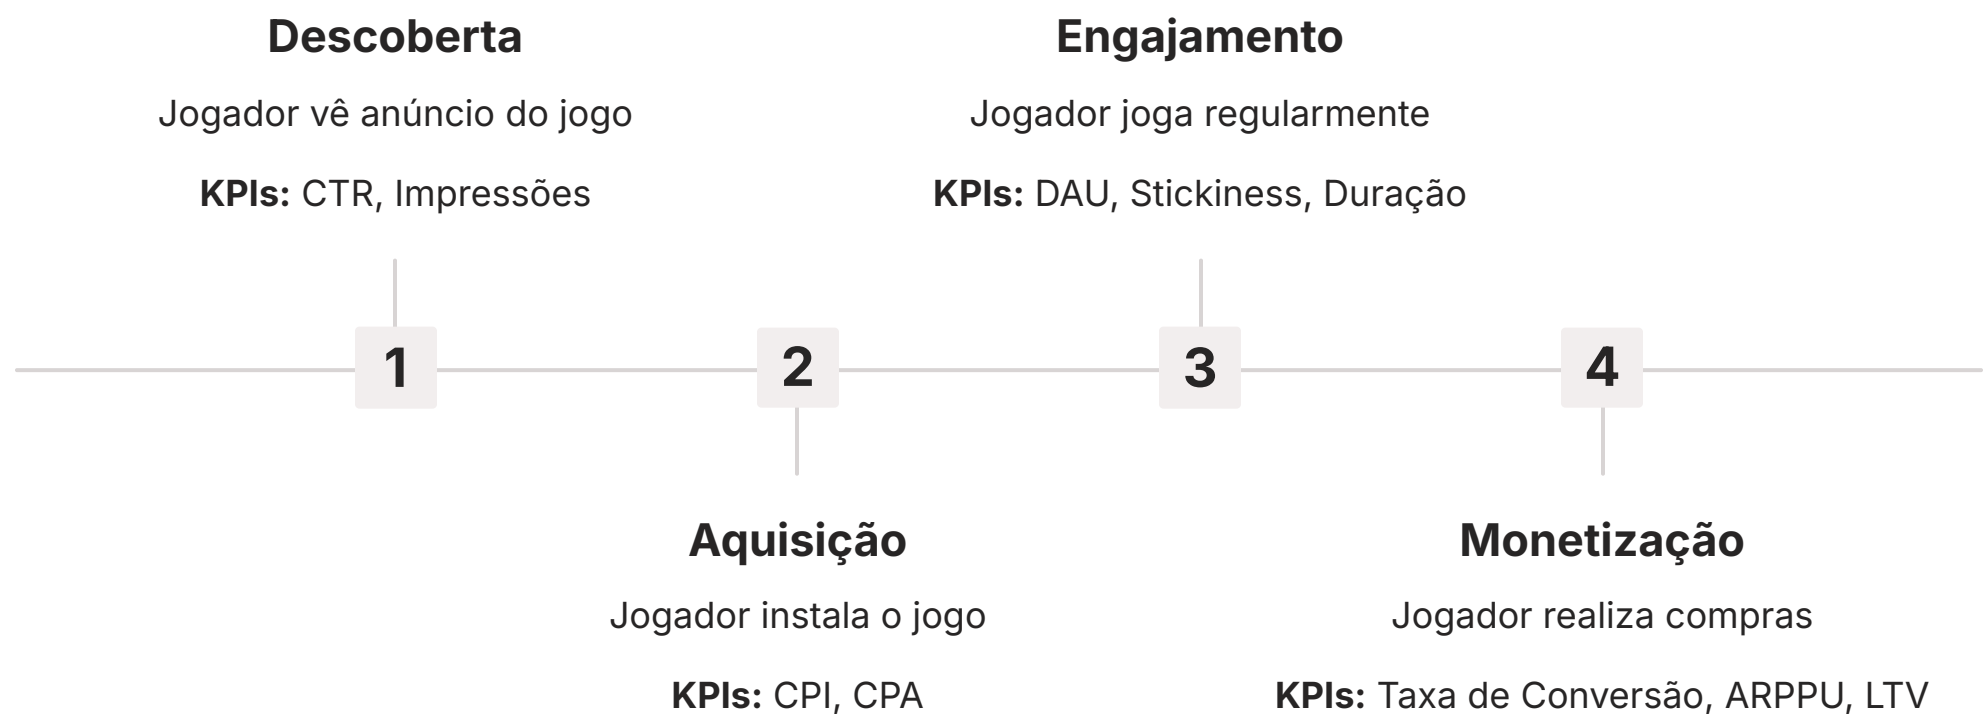 Descoberta
Jogador vê anúncio do jogo
KPIs: CTR, Impressões
1
Aquisição
Jogador instala o jogo
KPIs: CPI, CPA
2
Engajamento
Jogador joga regularmente
KPIs: DAU, Stickiness, Duração
3
Monetização
Jogador realiza compras
KPIs: Taxa de Conversão, ARPPU, LTV
4